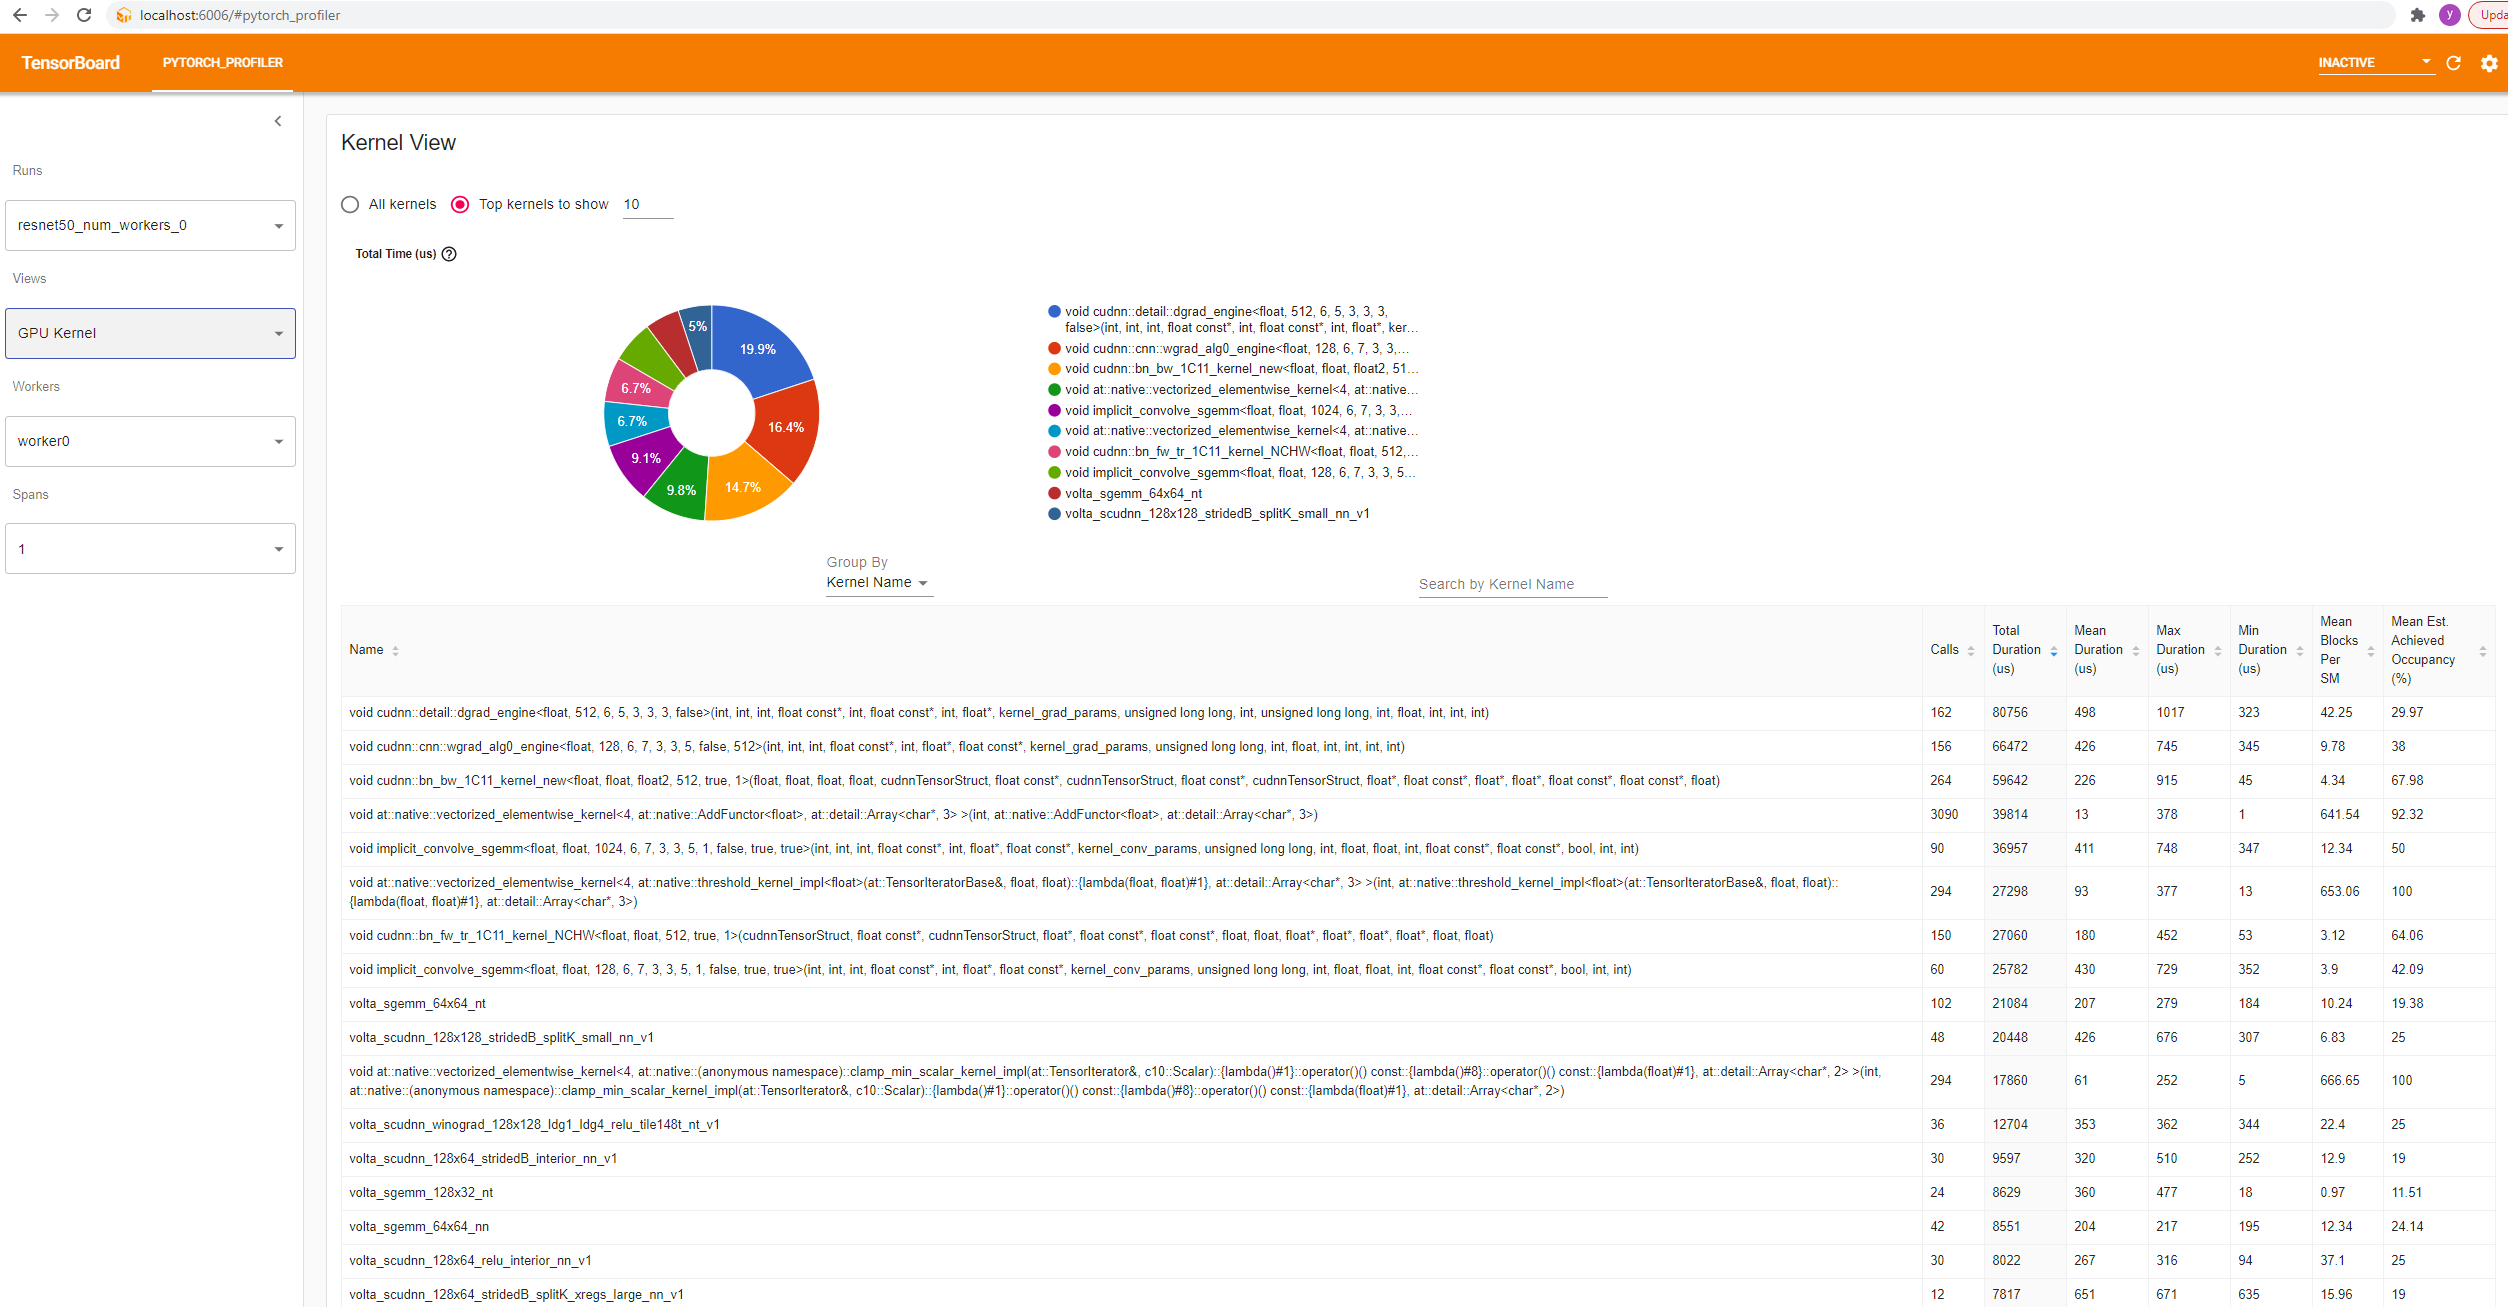 localhost:6006/#pytorch_profiler
y
Upda
TensorBoard
PYTORCH_PROFILER
INACTIVE
Runs
resnet50_num_workers_0
Views
GPU Kernel
Workers
worker0
Spans
1
Kernel View
All kernels
Top kernels to show
10
Total Time (us)
?
19.9%
16.4%
14.7%
9.8%
9.1%
6.7%
6.7%
5%
void cudnn::detail::dgrad_engine<float, 512, 6, 5, 3, 3, 3,
false>(int, int, int, float const*, int, float const*, int, float*, ker...
void cudnn::cnn::wgrad_alg0_engine<float, 128, 6, 7, 3, 3,...
void cudnn::bn_bw_1C11_kernel_new<float, float, float2, 51...
void at::native::vectorized_elementwise_kernel<4, at::native...
void implicit_convolve_sgemm<float, float, 1024, 6, 7, 3, 3,...
void at::native::vectorized_elementwise_kernel<4, at::native...
void cudnn::bn_fw_tr_1C11_kernel_NCHW<float, float, 512,...
void implicit_convolve_sgemm<float, float, 128, 6, 7, 3, 3, 5...
volta_sgemm_64x64_nt
volta_scudnn_128x128_stridedB_splitK_small_nn_v1
Group By
Kernel Name
Search by Kernel Name
Name
Calls
Total Duration (us)
Mean Duration (us)
Max Duration (us)
Min Duration (us)
Mean Blocks Per SM
Mean Est. Achieved Occupancy (%)
void cudnn::detail::dgrad_engine<float, 512, 6, 5, 3, 3, 3, false>(int, int, int, float const*, int, float const*, int, float*, kernel_grad_params, unsigned long long, int, unsigned long long, int, float, int, int, int) 162 80756 498 1017 323 42.25 29.97
void cudnn::cnn::wgrad_alg0_engine<float, 128, 6, 7, 3, 3, 5, false, 512>(int, int, int, float const*, int, float*, float const*, kernel_grad_params, unsigned long long, int, float, int, int, int, int) 156 66472 426 745 345 9.78 38
void cudnn::bn_bw_1C11_kernel_new<float, float, float2, 512, true, 1>(float, float, float, float, cudnnTensorStruct, float const*, cudnnTensorStruct, float const*, cudnnTensorStruct, float*, float const*, float*, float*, float const*, float const*, float) 264 59642 226 915 45 4.34 67.98
void at::native::vectorized_elementwise_kernel<4, at::native::AddFunctor<float>, at::detail::Array<char*, 3> >(int, at::native::AddFunctor<float>, at::detail::Array<char*, 3>) 3090 39814 13 378 1 641.54 92.32
void implicit_convolve_sgemm<float, float, 1024, 6, 7, 3, 3, 5, 1, false, true, true>(int, int, int, float const*, int, float*, float const*, kernel_conv_params, unsigned long long, int, float, float, int, float const*, float const*, bool, int, int) 90 36957 411 748 347 12.34 50
void at::native::vectorized_elementwise_kernel<4, at::native::threshold_kernel_impl<float>(at::TensorIteratorBase&, float, float)::{lambda(float, float)#1}, at::detail::Array<char*, 3> >(int, at::native::threshold_kernel_impl<float>(at::TensorIteratorBase&, float, float)::
{lambda(float, float)#1}, at::detail::Array<char*, 3>) 294 27298 93 377 13 653.06 100
void cudnn::bn_fw_tr_1C11_kernel_NCHW<float, float, 512, true, 1>(cudnnTensorStruct, float const*, cudnnTensorStruct, float*, float const*, float const*, float, float, float*, float*, float*, float*, float, float) 150 27060 180 452 53 3.12 64.06
void implicit_convolve_sgemm<float, float, 128, 6, 7, 3, 3, 5, 1, false, true, true>(int, int, int, float const*, int, float*, float const*, kernel_conv_params, unsigned long long, int, float, float, int, float const*, float const*, bool, int, int) 60 25782 430 729 352 3.9 42.09
volta_sgemm_64x64_nt 102 21084 207 279 184 10.24 19.38
volta_scudnn_128x128_stridedB_splitK_small_nn_v1 48 20448 426 676 307 6.83 25
void at::native::vectorized_elementwise_kernel<4, at::native::(anonymous namespace)::clamp_min_scalar_kernel_impl(at::TensorIterator&, c10::Scalar)::{lambda()#1}::operator()() const::{lambda()#8}::operator()() const::{lambda(float)#1}, at::detail::Array<char*, 2> >(int,
at::native::(anonymous namespace)::clamp_min_scalar_kernel_impl(at::TensorIterator&, c10::Scalar)::{lambda()#1}::operator()() const::{lambda()#8}::operator()() const::{lambda(float)#1}, at::detail::Array<char*, 2>) 294 17860 61 252 5 666.65 100
volta_scudnn_winograd_128x128_ldg1_ldg4_relu_tile148t_nt_v1 36 12704 353 362 344 22.4 25
volta_scudnn_128x64_stridedB_interior_nn_v1 30 9597 320 510 252 12.9 19
volta_sgemm_128x32_nt 24 8629 360 477 18 0.97 11.51
volta_sgemm_64x64_nn 42 8551 204 217 195 12.34 24.14
volta_scudnn_128x64_relu_interior_nn_v1 30 8022 267 316 94 37.1 25
volta_scudnn_128x64_stridedB_splitK_xregs_large_nn_v1 12 7817 651 671 635 15.96 19